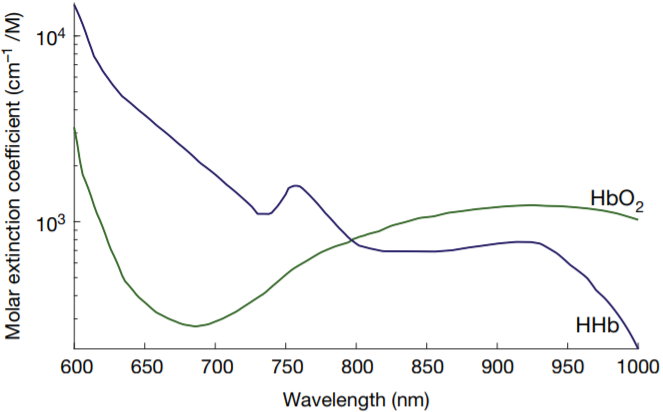 Molar extinction coefficient (cm⁻¹ /M)
10⁴
10³
HbO₂
HHb
600 650 700 750 800 850 900 950 1000
Wavelength (nm)